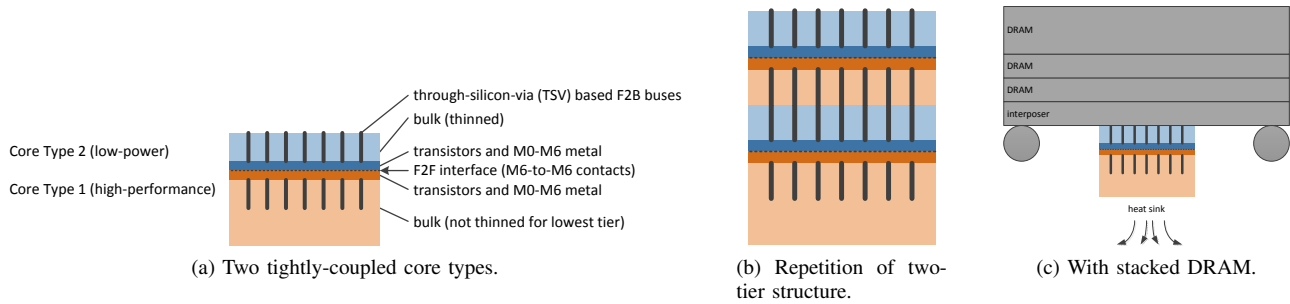 through-silicon-via (TSV) based F2B buses
bulk (thinned)
Core Type 2 (low-power)
transistors and M0-M6 metal
F2F interface (M6-to-M6 contacts)
Core Type 1 (high-performance)
transistors and M0-M6 metal
bulk (not thinned for lowest tier)
(a) Two tightly-coupled core types.
(b) Repetition of two-
tier structure.
DRAM
DRAM
DRAM
interposer
heat sink
(c) With stacked DRAM.